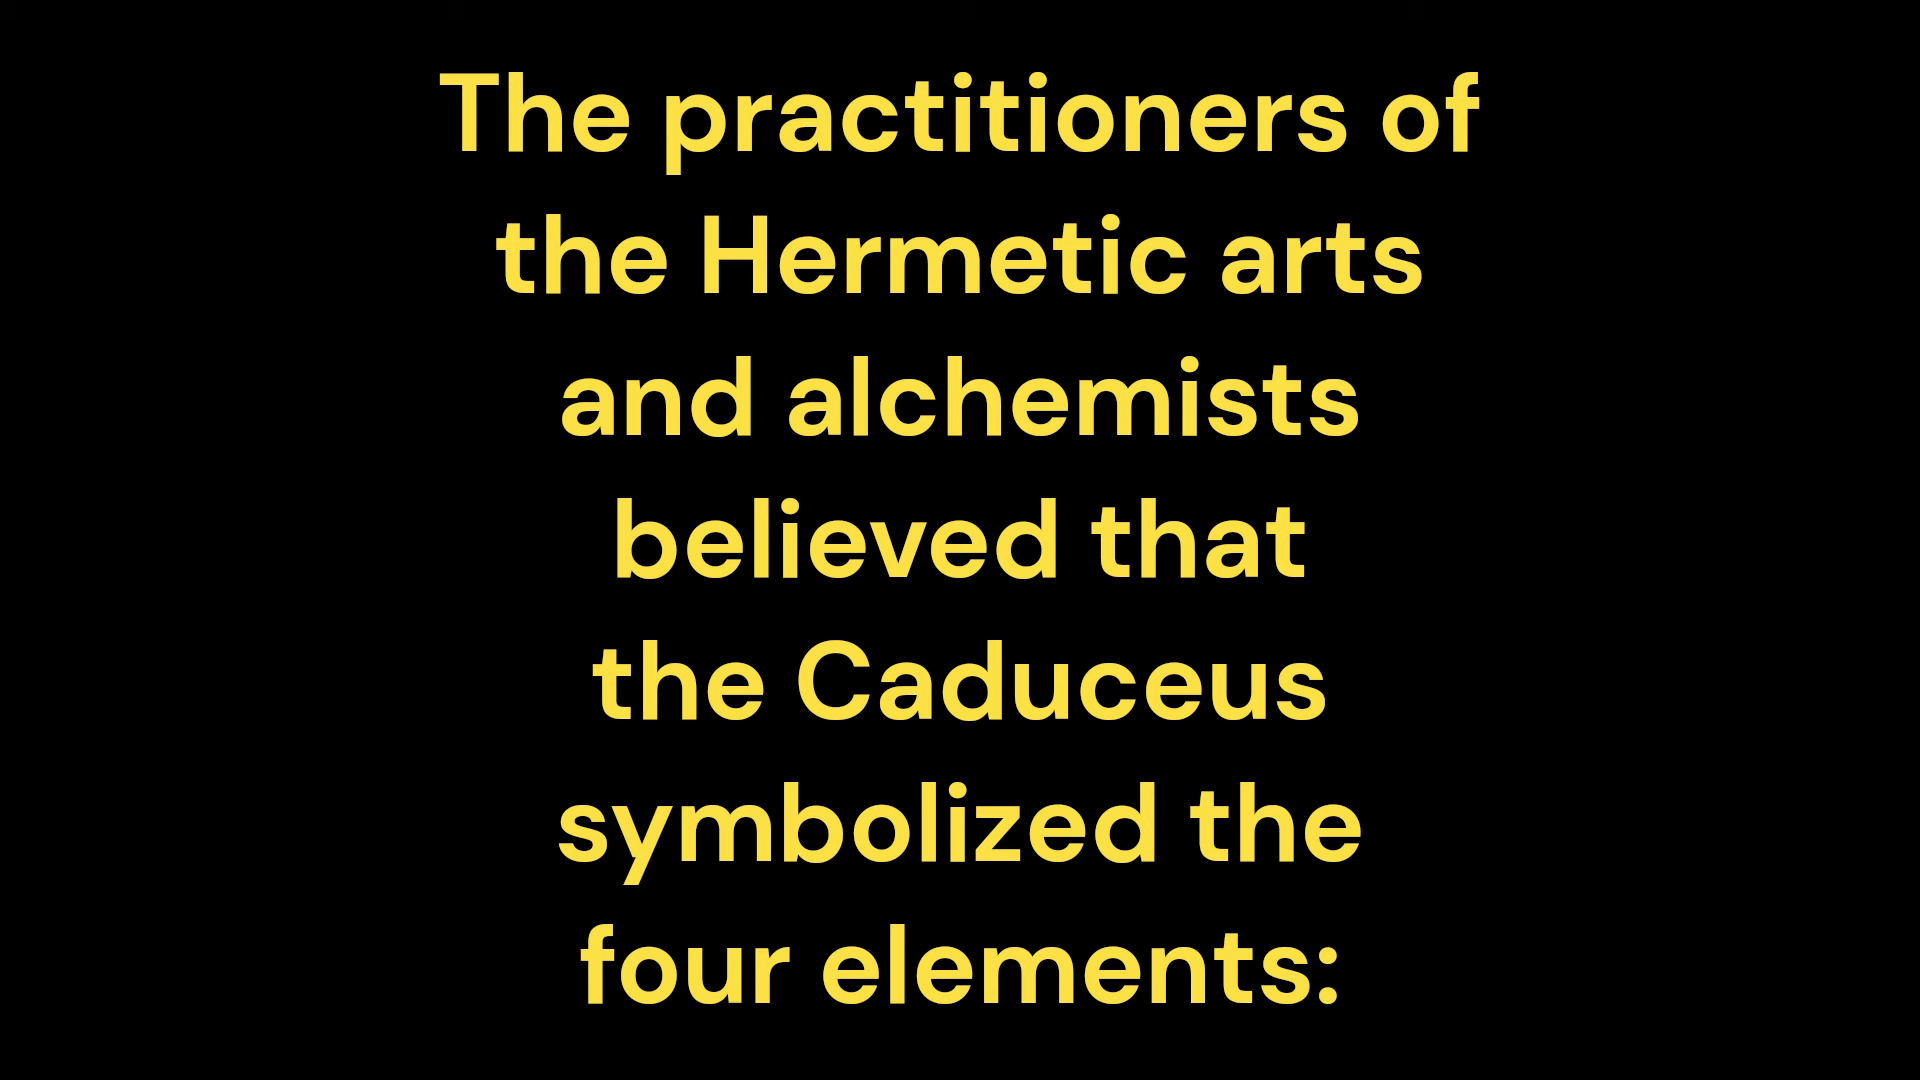 The practitioners of
the Hermetic arts
and alchemists
believed that
the Caduceus
symbolized the
four elements: